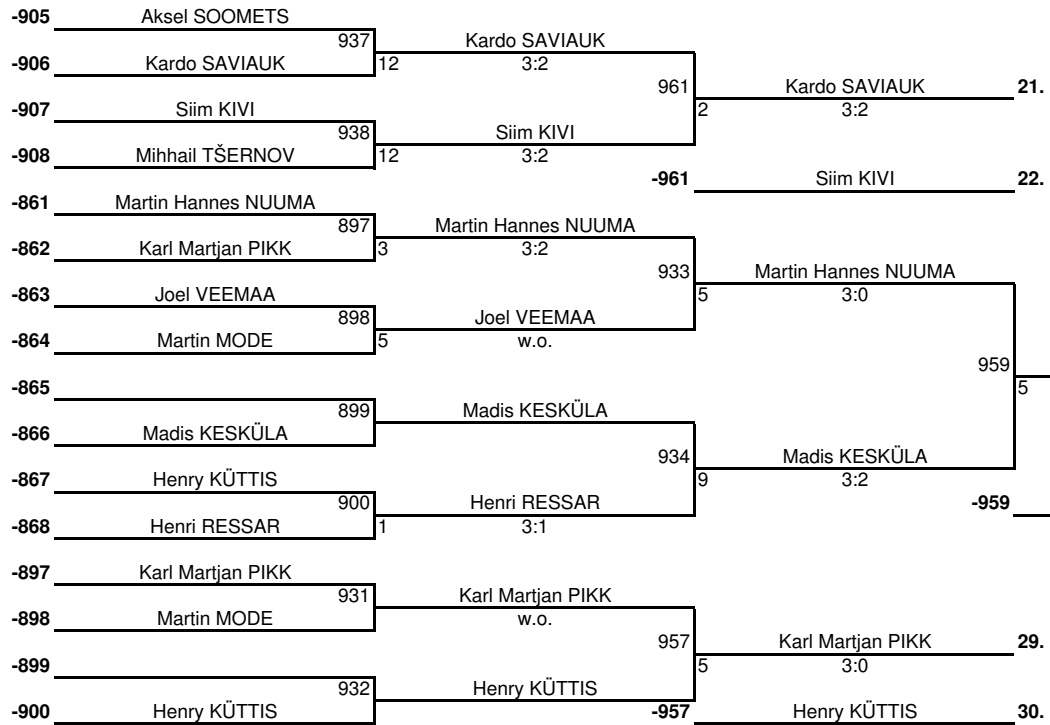 -905 Aksel SOOMETS
937 Kardo SAVIAUK
-906 Kardo SAVIAUK 12 3:2
961 Kardo SAVIAUK 21.
-907 Siim KIVI 2 3:2
938 Siim KIVI
-908 Mihhail TŠERNOV 12 3:2
-961 Siim KIVI 22.
-861 Martin Hannes NUUMA
897 Martin Hannes NUUMA
-862 Karl Martjan PIKK 3 3:2
933 Martin Hannes NUUMA
-863 Joel VEEMAA 5 3:0
898 Joel VEEMAA
-864 Martin MODE 5 w.o.
959
-865 5
899 Madis KESKÜLA
-866 Madis KESKÜLA
934 Madis KESKÜLA
-867 Henry KÜTTIS 9 3:2
900 Henri RESSAR -959
-868 Henri RESSAR 1 3:1
-897 Karl Martjan PIKK
931 Karl Martjan PIKK
-898 Martin MODE w.o.
957 Karl Martjan PIKK 29.
-899 5 3:0
932 Henry KÜTTIS
-900 Henry KÜTTIS -957 Henry KÜTTIS 30.